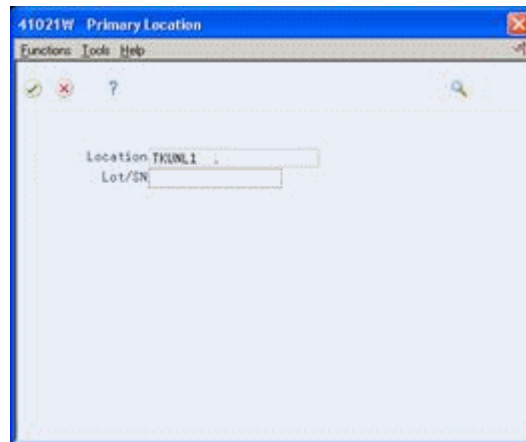 41021W Primary Location
Functions Tools Help
?
Location TKUNL1 .
Lot/SN